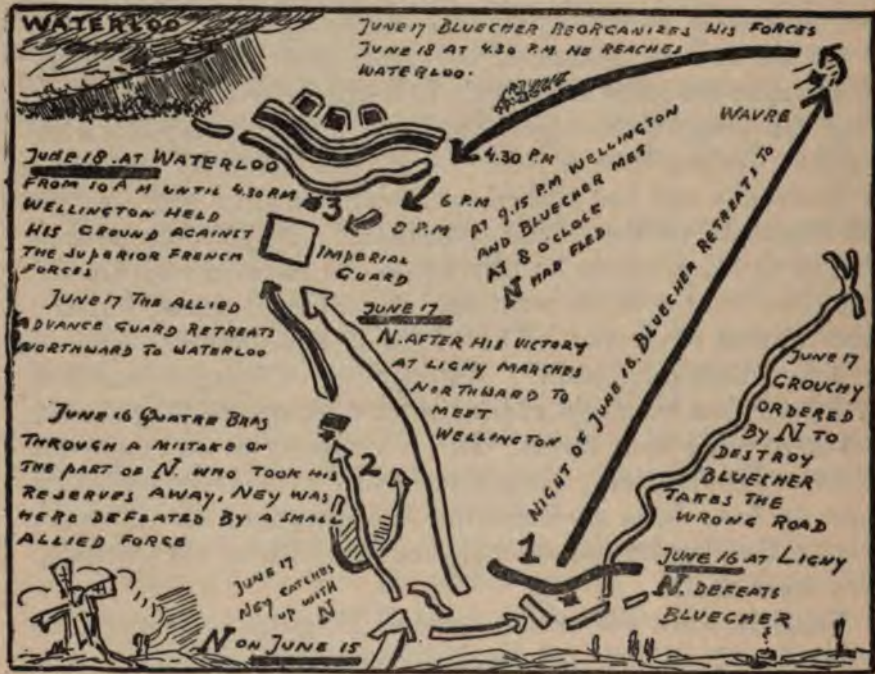 WATERLOO
JUNE 17 BLUECHER REORGANIZES HIS FORCES
JUNE 18 AT 4.30 P.M. HE REACHES
WATERLOO.
WAVRE
4.30 P.M
6 P.M
8 P.M
AT 9.15 P.M WELLINGTON
AND BLUECHER MET
AT 8 O'CLOCK
N HAD FLED
JUNE 18. AT WATERLOO
FROM 10 A M UNTIL 4.30 P.M
WELLINGTON HELD
HIS GROUND AGAINST
THE SUPERIOR FRENCH
FORCES
3
IMPERIAL
GUARD
JUNE 17 THE ALLIED
ADVANCE GUARD RETREATS
NORTHWARD TO WATERLOO
JUNE 17
N. AFTER HIS VICTORY
AT LIGNY MARCHES
NORTHWARD TO
MEET
WELLINGTON
NIGHT OF JUNE 16. BLUECHER RETREATS TO
JUNE 17
GROUCHY
ORDERED
BY N TO
DESTROY
BLUECHER
TAKES THE
WRONG ROAD
JUNE 16 QUATRE BRAS
THROUGH A MISTAKE ON
THE PART OF N. WHO TOOK HIS
RESERVES AWAY, NEY WAS
HERE DEFEATED BY A SMALL
ALLIED FORCE
2
1
JUNE 16 AT LIGNY
N. DEFEATS
BLUECHER
JUNE 17
NEY CATCHES
UP WITH
N
N ON JUNE 15